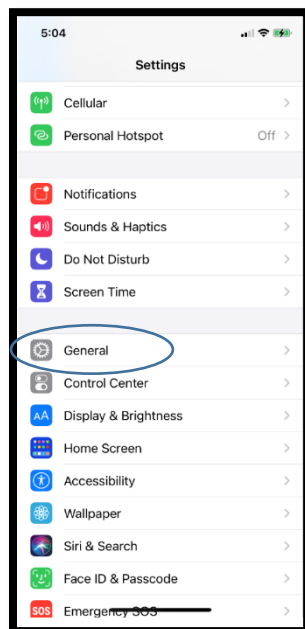 5:04
Settings
Cellular
Personal Hotspot Off
Notifications
Sounds & Haptics
Do Not Disturb
Screen Time
General
Control Center
AA Display & Brightness
Home Screen
Accessibility
Wallpaper
Siri & Search
Face ID & Passcode
SOS Emergency SOS